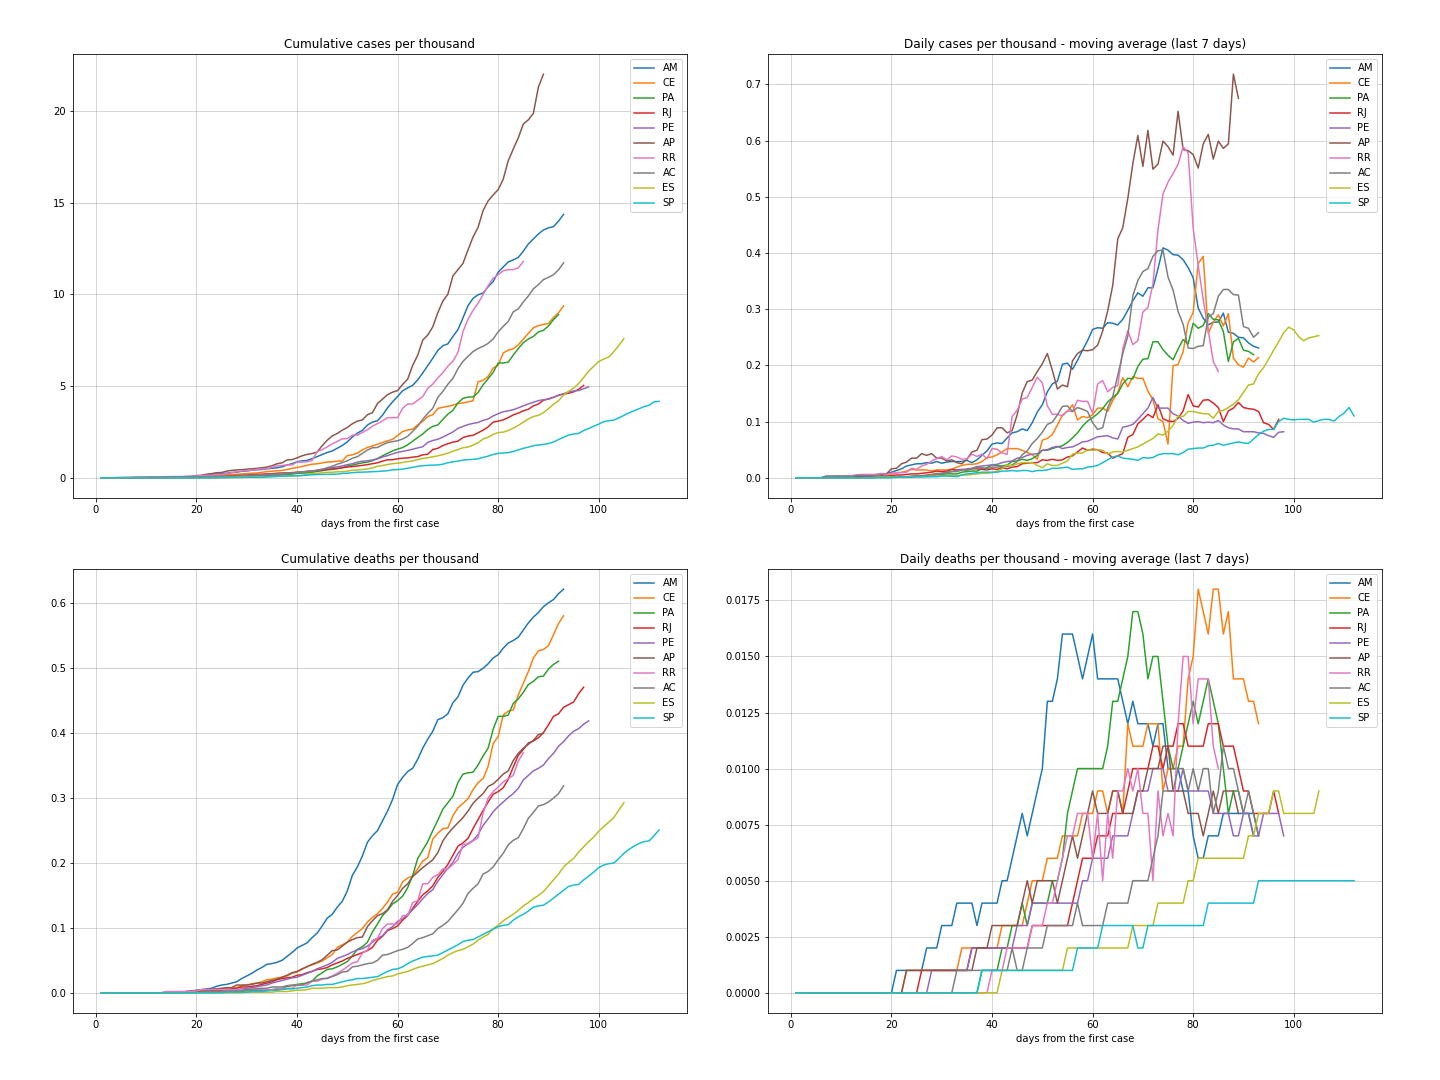 Cumulative cases per thousand
20
15
10
5
0
0 20 40 60 80 100
days from the first case
AM
CE
PA
RJ
PE
AP
RR
AC
ES
SP
Daily cases per thousand - moving average (last 7 days)
0.7
0.6
0.5
0.4
0.3
0.2
0.1
0.0
0 20 40 60 80 100
days from the first case
AM
CE
PA
RJ
PE
AP
RR
AC
ES
SP
Cumulative deaths per thousand
0.6
0.5
0.4
0.3
0.2
0.1
0.0
0 20 40 60 80 100
days from the first case
AM
CE
PA
RJ
PE
AP
RR
AC
ES
SP
Daily deaths per thousand - moving average (last 7 days)
0.0175
0.0150
0.0125
0.0100
0.0075
0.0050
0.0025
0.0000
0 20 40 60 80 100
days from the first case
AM
CE
PA
RJ
PE
AP
RR
AC
ES
SP